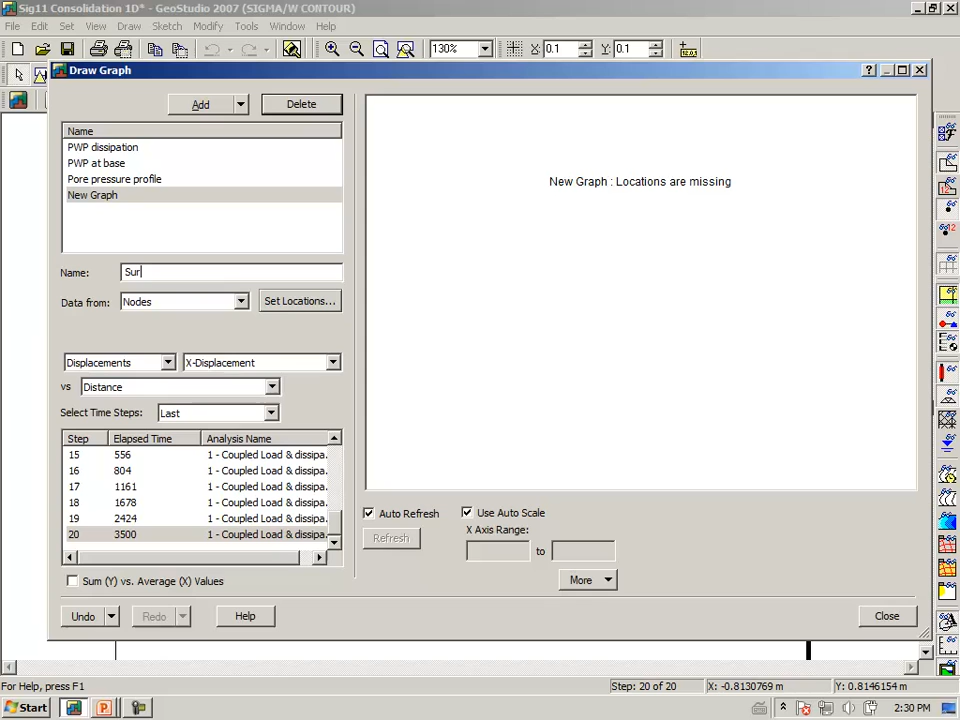 Sig11 Consolidation 1D* - GeoStudio 2007 (SIGMA/W CONTOUR)
File Edit Set View Draw Sketch Modify Tools Window Help
130% X: 0.1 Y: 0.1
Draw Graph
Add Delete
Name
PWP dissipation
PWP at base
Pore pressure profile
New Graph
Name: Sur
Data from: Nodes Set Locations...
Displacements X-Displacement
vs Distance
Select Time Steps: Last
Step Elapsed Time Analysis Name
15 556 1 - Coupled Load & dissipa.
16 804 1 - Coupled Load & dissipa.
17 1161 1 - Coupled Load & dissipa.
18 1678 1 - Coupled Load & dissipa.
19 2424 1 - Coupled Load & dissipa.
20 3500 1 - Coupled Load & dissipa.
Sum (Y) vs. Average (X) Values
New Graph : Locations are missing
Auto Refresh Use Auto Scale
Refresh
X Axis Range:
to
More
Undo Redo Help Close
For Help, press F1 Step: 20 of 20 X: -0.8130769 m Y: 0.8146154 m
Start 2:30 PM